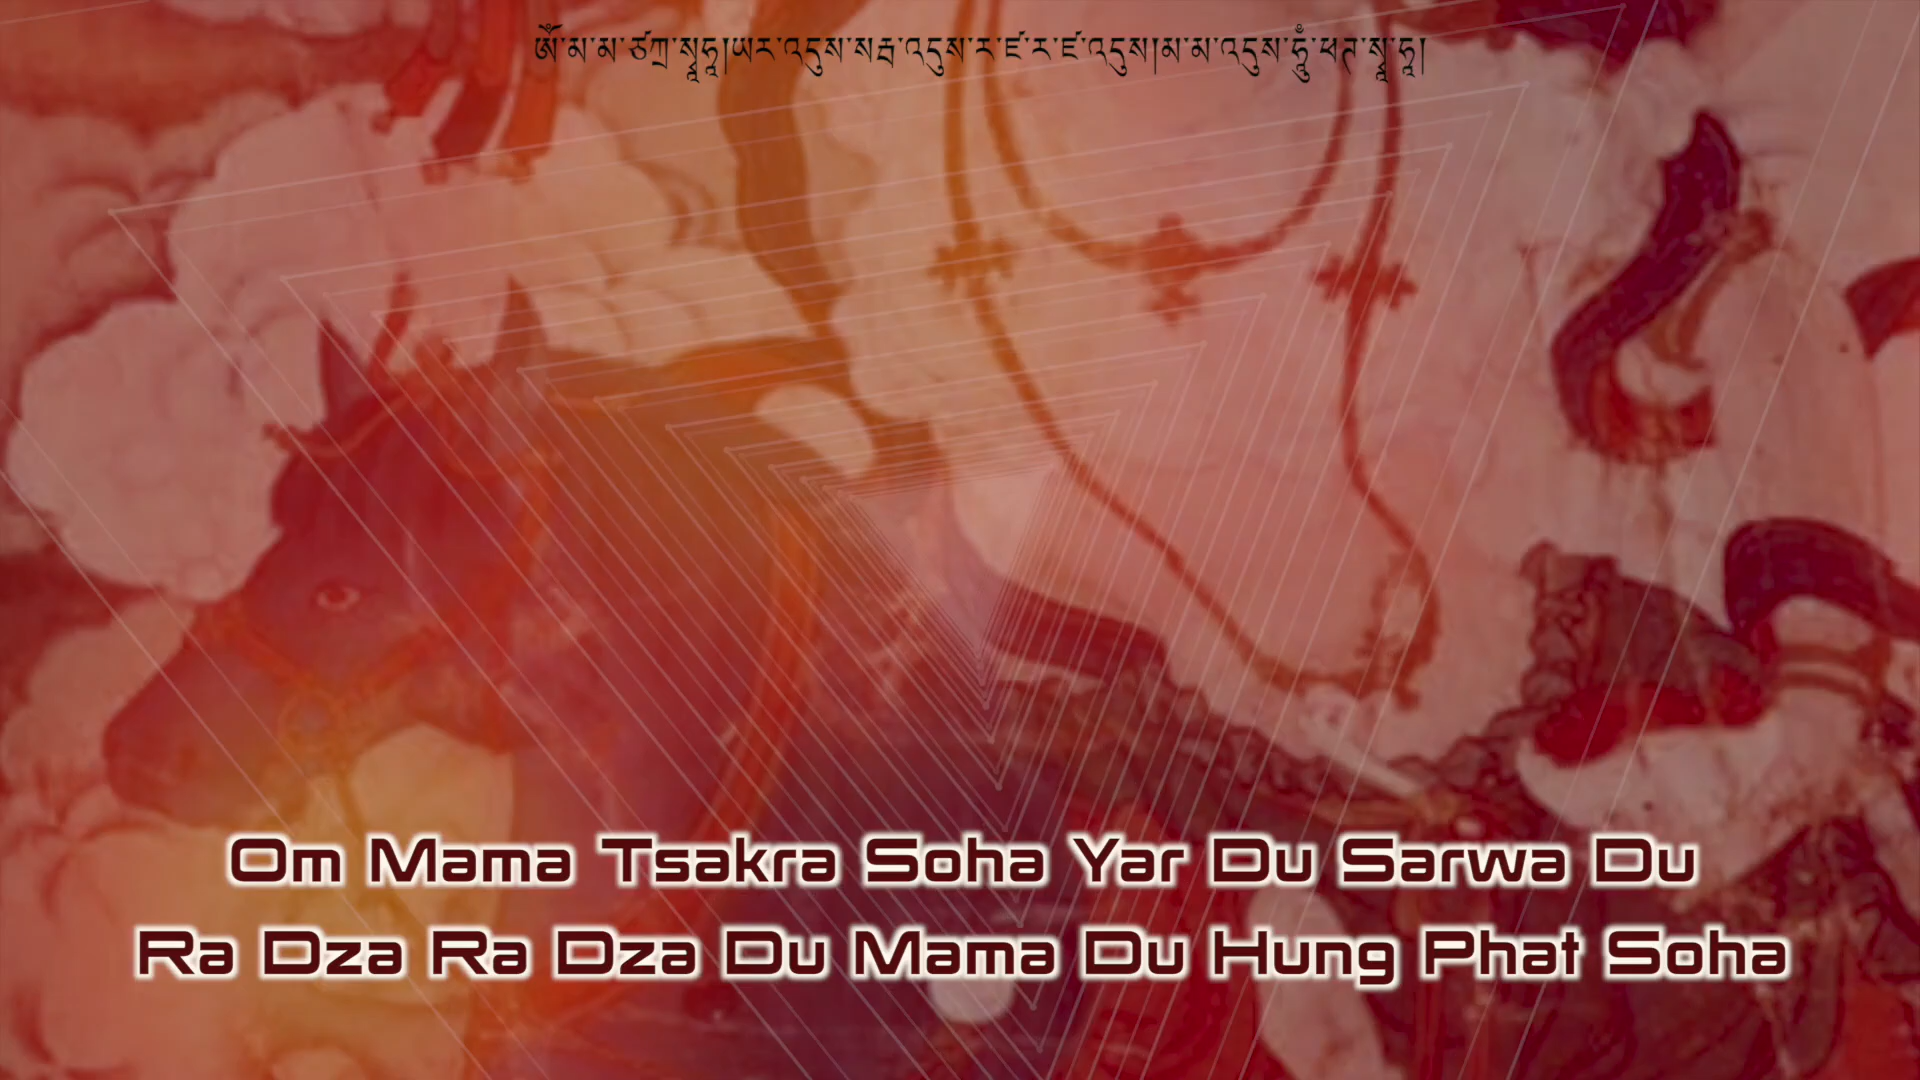 ༀ་མ་མ་ཙཀྲ་སྭཱཧཱ།ཡར་འདུས་སརྦ་འདུས་ར་ཛ་ར་ཛ་འདུས།མ་མ་འདུས་ཧཱུྃ་ཕཊ་སྭཱ་ཧཱ།
Om Mama Tsakra Soha Yar Du Sarwa Du
Ra Dza Ra Dza Du Mama Du Hung Phat Soha